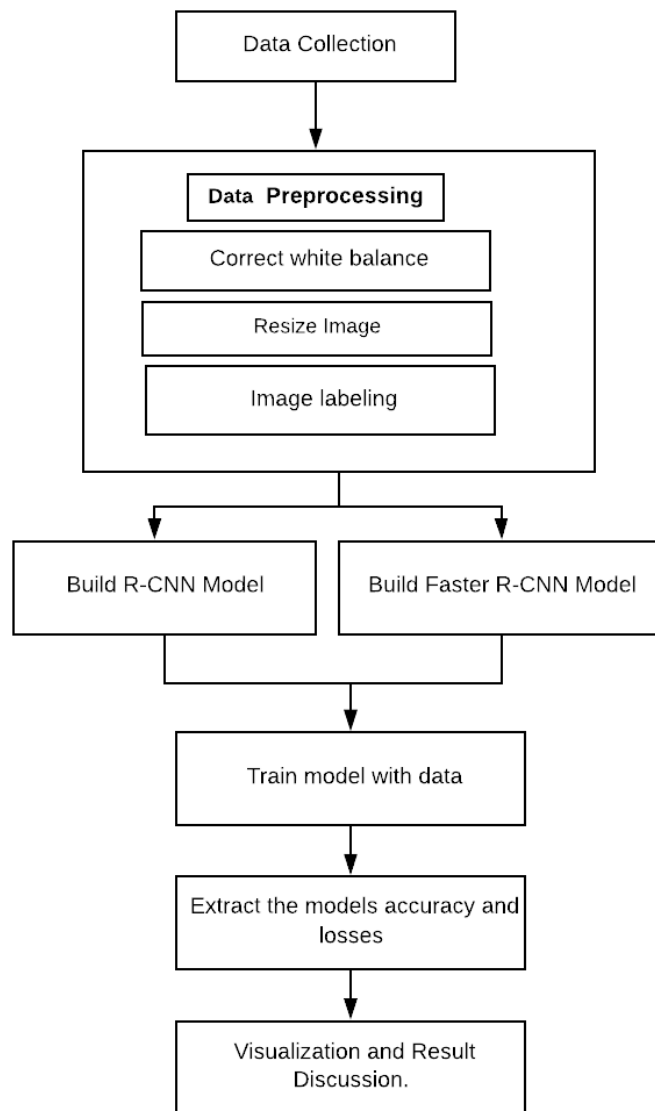 Data Collection
Data Preprocessing
Correct white balance
Resize Image
Image labeling
Build R-CNN Model
Build Faster R-CNN Model
Train model with data
Extract the models accuracy and
losses
Visualization and Result
Discussion.